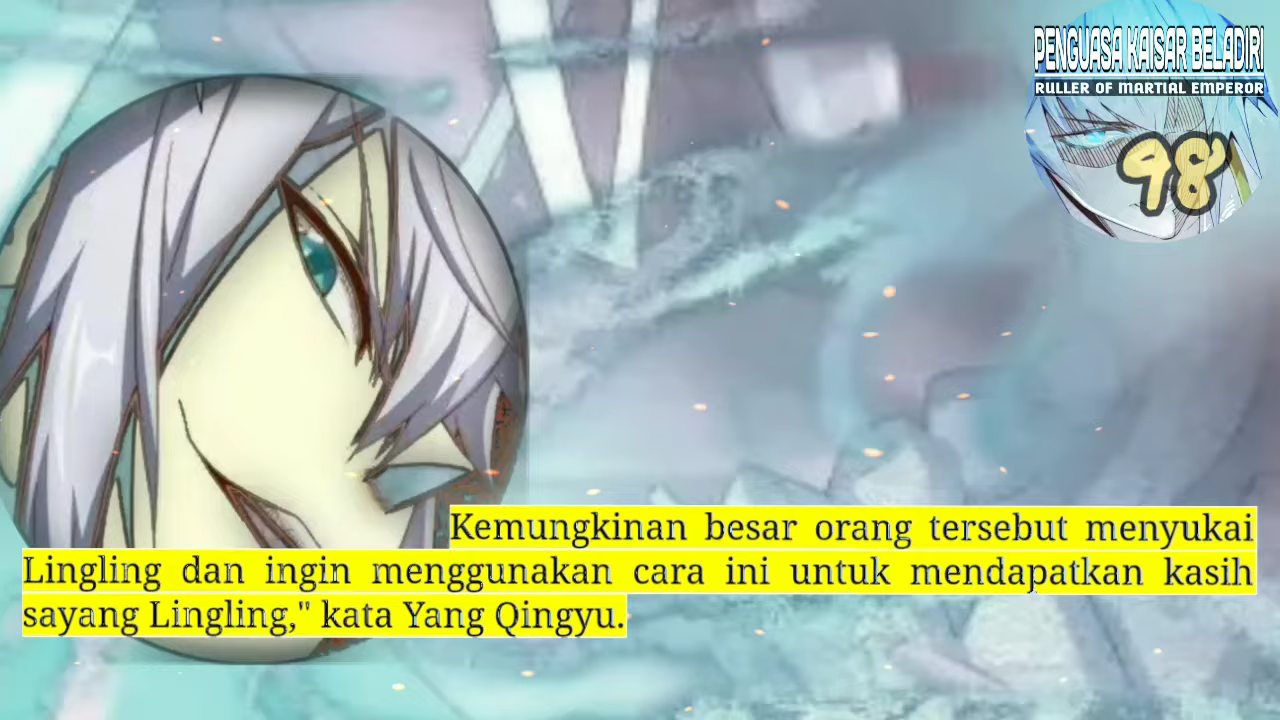 PENGUASA KAISAR BELADIRI
RULLER OF MARTIAL EMPEROR
98
Kemungkinan besar orang tersebut menyukai
Lingling dan ingin menggunakan cara ini untuk mendapatkan kasih
sayang Lingling," kata Yang Qingyu.